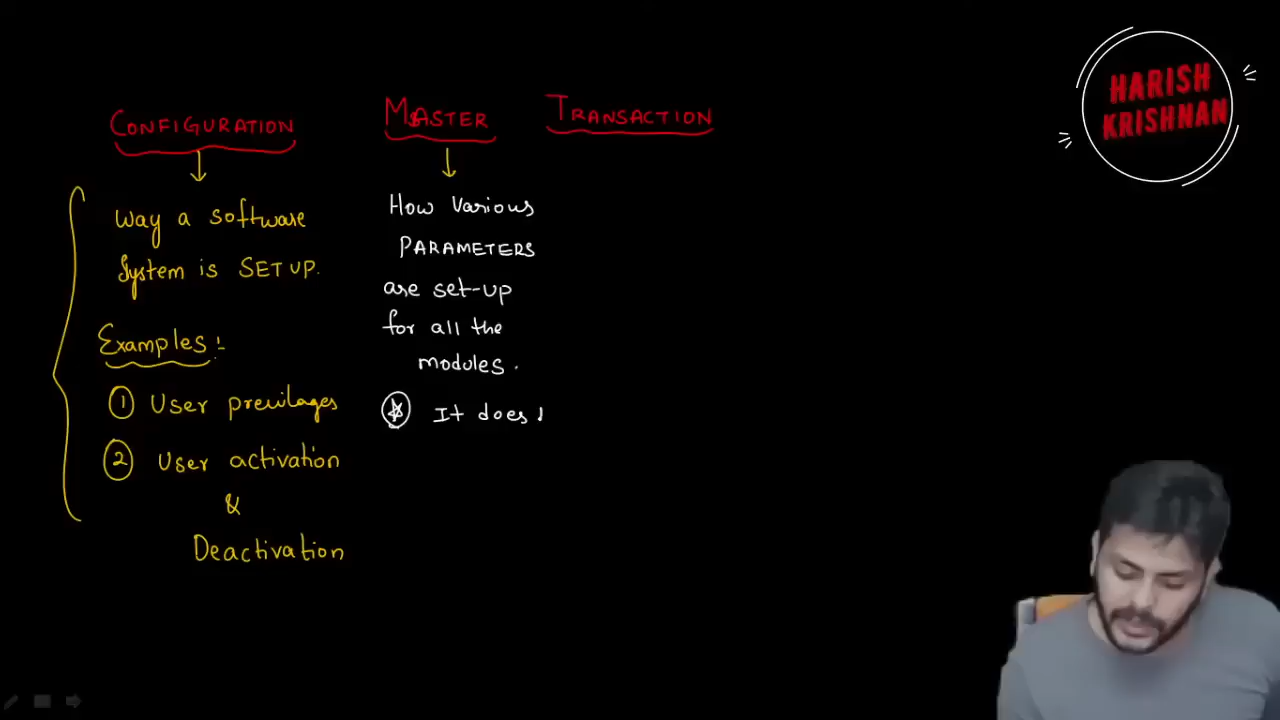 CONFIGURATION
Way a software
System is SETUP.
Examples:
1 User previlages
2 User activation
&
Deactivation
MASTER
How Various
PARAMETERS
are set-up
for all the
modules.
It does
TRANSACTION
HARISH
KRISHNAN